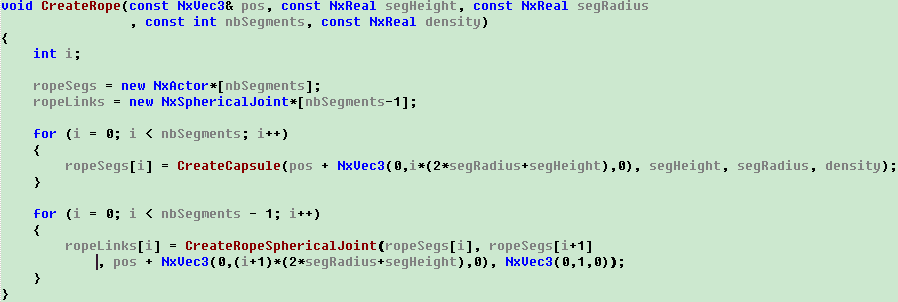 void CreateRope(const NxVec3& pos, const NxReal segHeight, const NxReal segRadius
, const int nbSegments, const NxReal density)
{
int i;
ropeSegs = new NxActor*[nbSegments];
ropeLinks = new NxSphericalJoint*[nbSegments-1];
for (i = 0; i < nbSegments; i++)
{
ropeSegs[i] = CreateCapsule(pos + NxVec3(0,i*(2*segRadius+segHeight),0), segHeight, segRadius, density);
}
for (i = 0; i < nbSegments - 1; i++)
{
ropeLinks[i] = CreateRopeSphericalJoint(ropeSegs[i], ropeSegs[i+1]
, pos + NxVec3(0,(i+1)*(2*segRadius+segHeight),0), NxVec3(0,1,0));
}
}